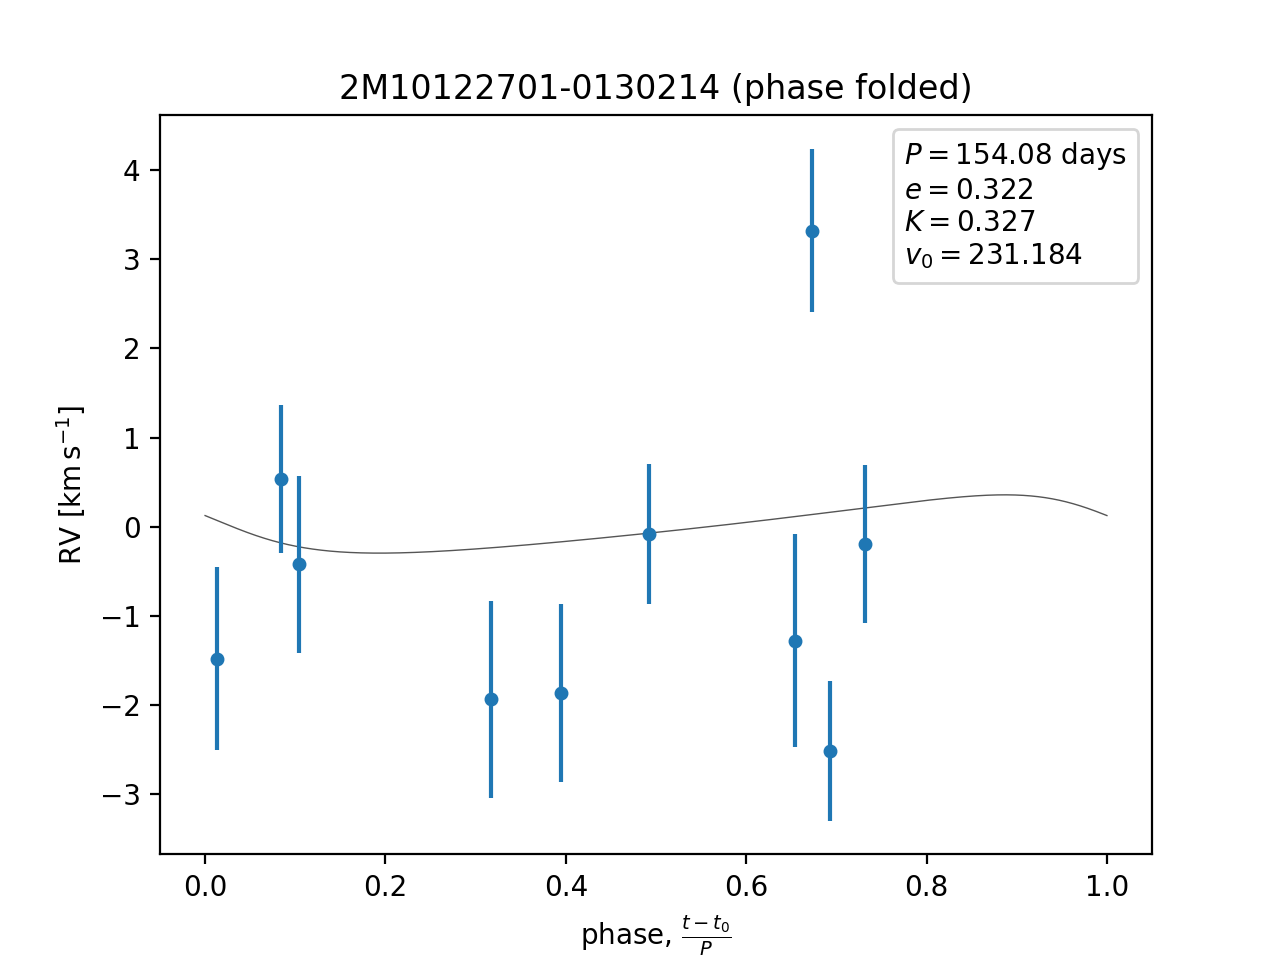 2M10122701-0130214 (phase folded)
P = 154.08 days
e = 0.322
K = 0.327
v₀ = 231.184
RV [km s⁻¹]
4
3
2
1
0
−1
−2
−3
0.0 0.2 0.4 0.6 0.8 1.0
phase, (t − t₀)/P